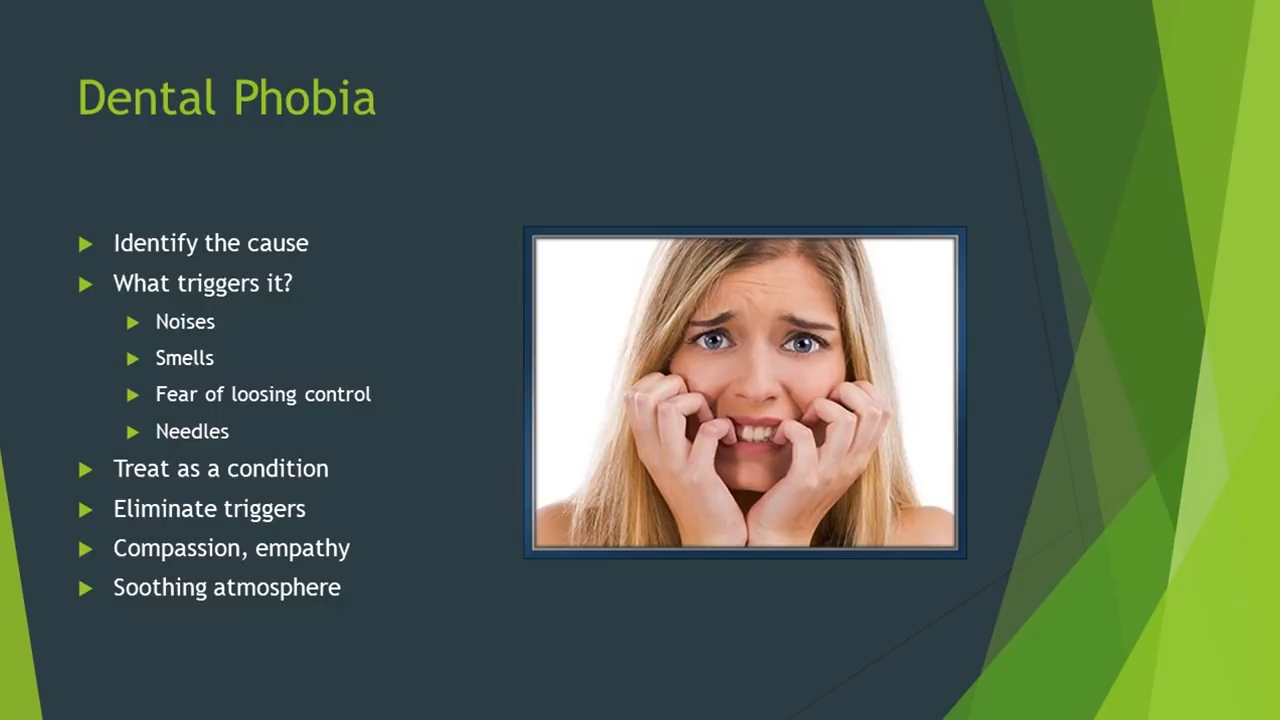 Dental Phobia
Identify the cause
What triggers it?
Noises
Smells
Fear of loosing control
Needles
Treat as a condition
Eliminate triggers
Compassion, empathy
Soothing atmosphere